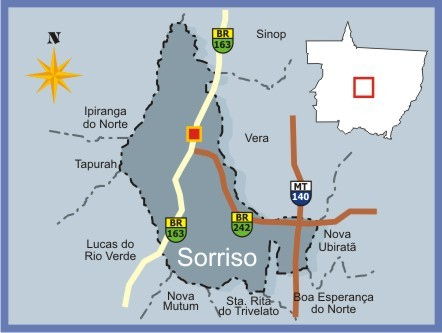 N
BR
163
Sinop
Ipiranga
do Norte
Vera
Tapurah
MT
140
BR
163
BR
242
Nova
Ubiratã
Lucas do
Rio Verde
Sorriso
Nova
Mutum
Sta. Rita
do Trivelato
Boa Esperança
do Norte